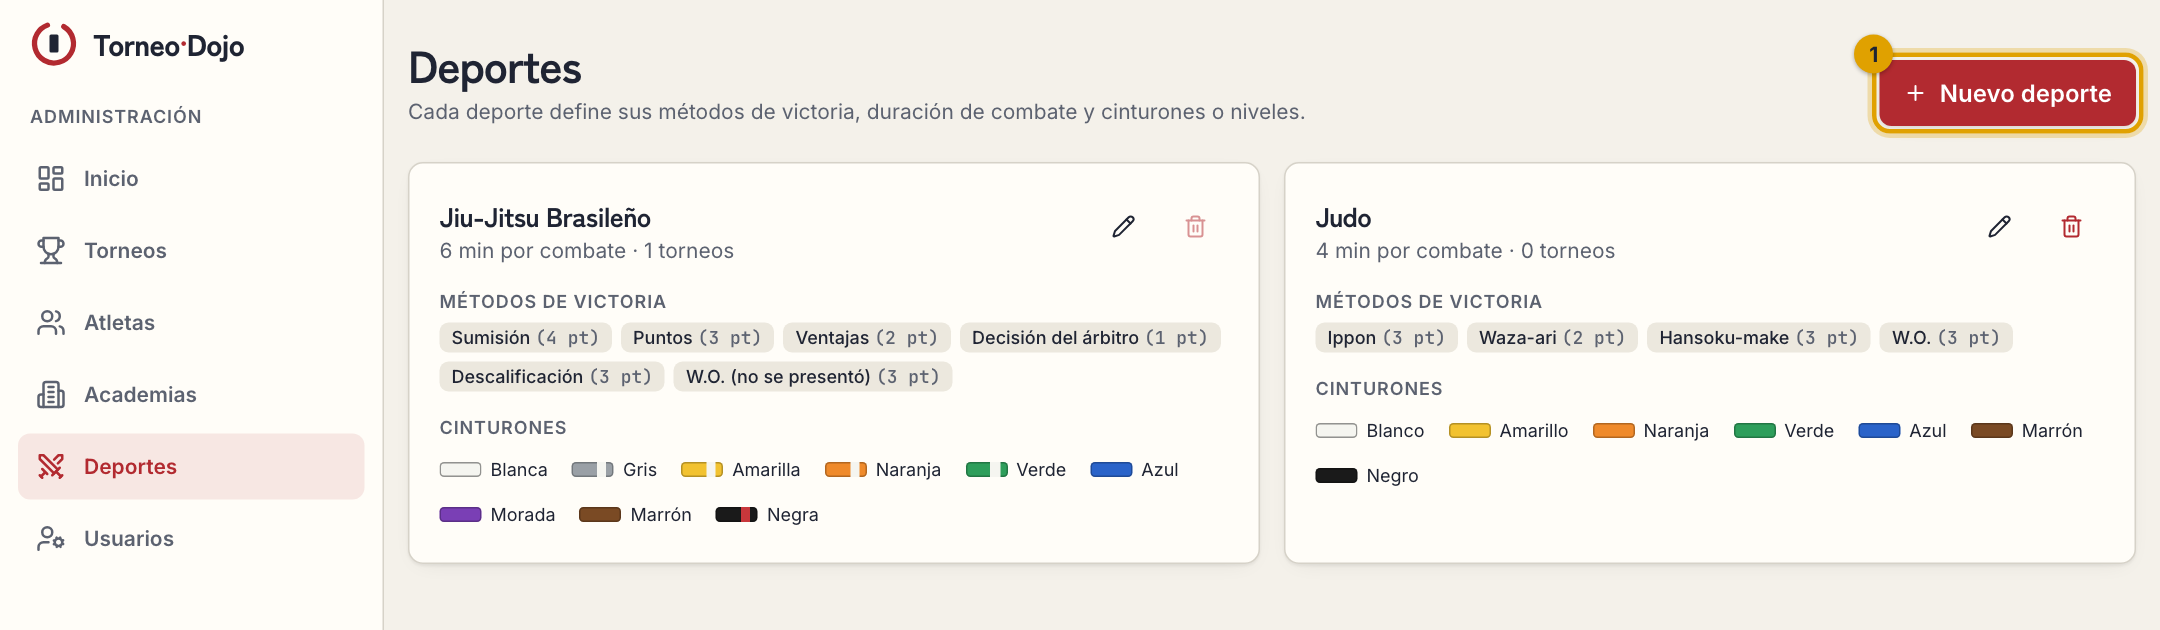 Torneo·Dojo
ADMINISTRACIÓN
Inicio
Torneos
Atletas
Academias
Deportes
Usuarios
Deportes
Cada deporte define sus métodos de victoria, duración de combate y cinturones o niveles.
1
+ Nuevo deporte
Jiu-Jitsu Brasileño
6 min por combate · 1 torneos
MÉTODOS DE VICTORIA
Sumisión (4 pt) Puntos (3 pt) Ventajas (2 pt) Decisión del árbitro (1 pt)
Descalificación (3 pt) W.O. (no se presentó) (3 pt)
CINTURONES
Blanca Gris Amarilla Naranja Verde Azul
Morada Marrón Negra
Judo
4 min por combate · 0 torneos
MÉTODOS DE VICTORIA
Ippon (3 pt) Waza-ari (2 pt) Hansoku-make (3 pt) W.O. (3 pt)
CINTURONES
Blanco Amarillo Naranja Verde Azul Marrón
Negro